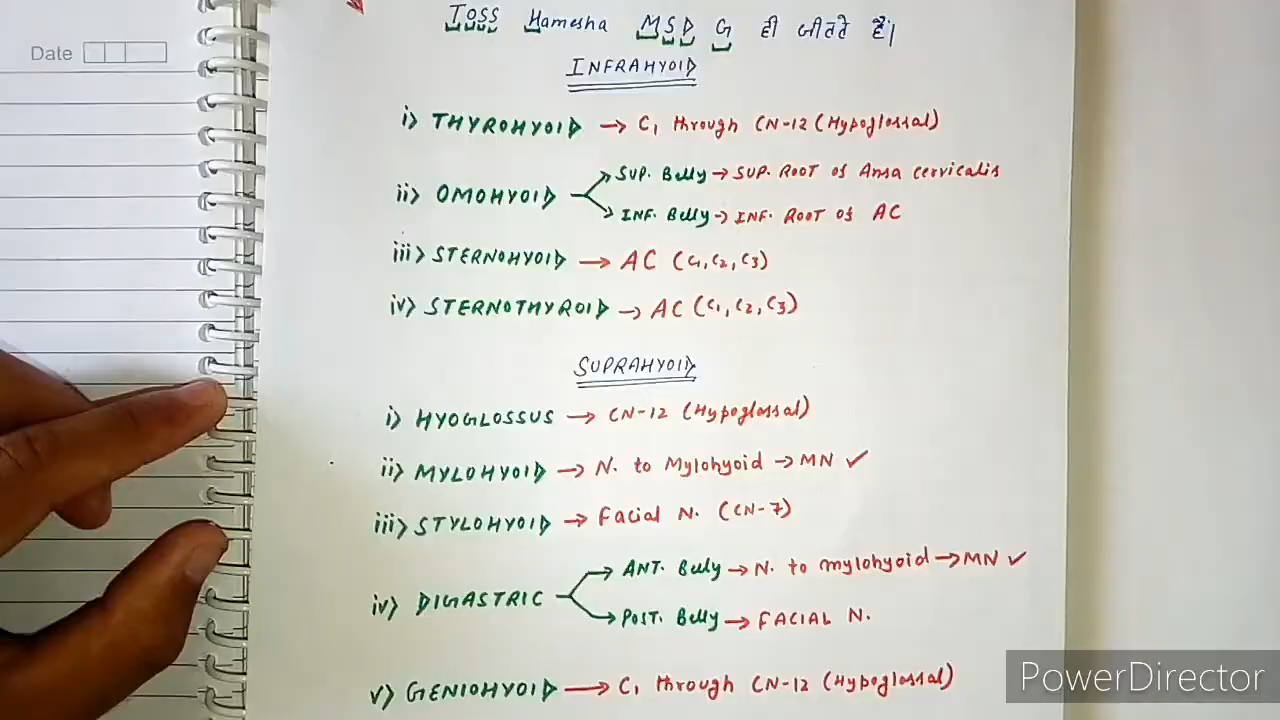 Date
TOSS Hamesha MSD G ही जीतते हैं।
INFRAHYOID
i) THYROHYOID → C1 through CN-12 (Hypoglossal)
ii) OMOHYOID
SUP. Belly → SUP. ROOT of Ansa cervicalis
INF. Belly → INF. ROOT of AC
iii) STERNOHYOID → AC (C1, C2, C3)
iv) STERNOTHYROID → AC (C1, C2, C3)
SUPRAHYOID
i) HYOGLOSSUS → CN-12 (Hypoglossal)
ii) MYLOHYOID → N. to Mylohyoid → MN ✓
iii) STYLOHYOID → Facial N. (CN-7)
iv) DIGASTRIC
ANT. Belly → N. to mylohyoid → MN ✓
POST. Belly → FACIAL N.
v) GENIOHYOID → C1 through CN-12 (Hypoglossal)
PowerDirector